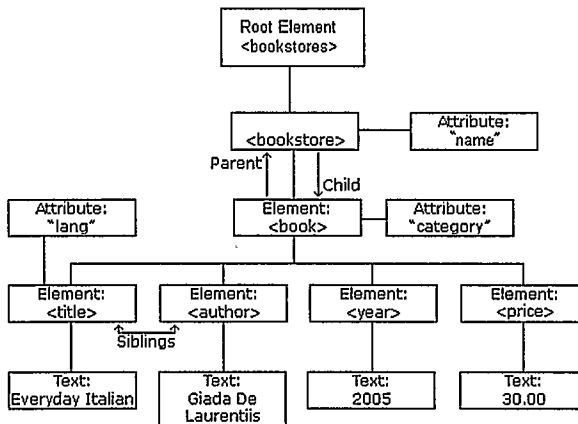 Root Element
<bookstores>
<bookstore>
Attribute:
"name"
Parent
Child
Attribute:
"lang"
Element:
<book>
Attribute:
"category"
Element:
<title>
Element:
<author>
Element:
<year>
Element:
<price>
Siblings
Text:
Everyday Italian
Text:
Giada De
Laurentiis
Text:
2005
Text:
30.00